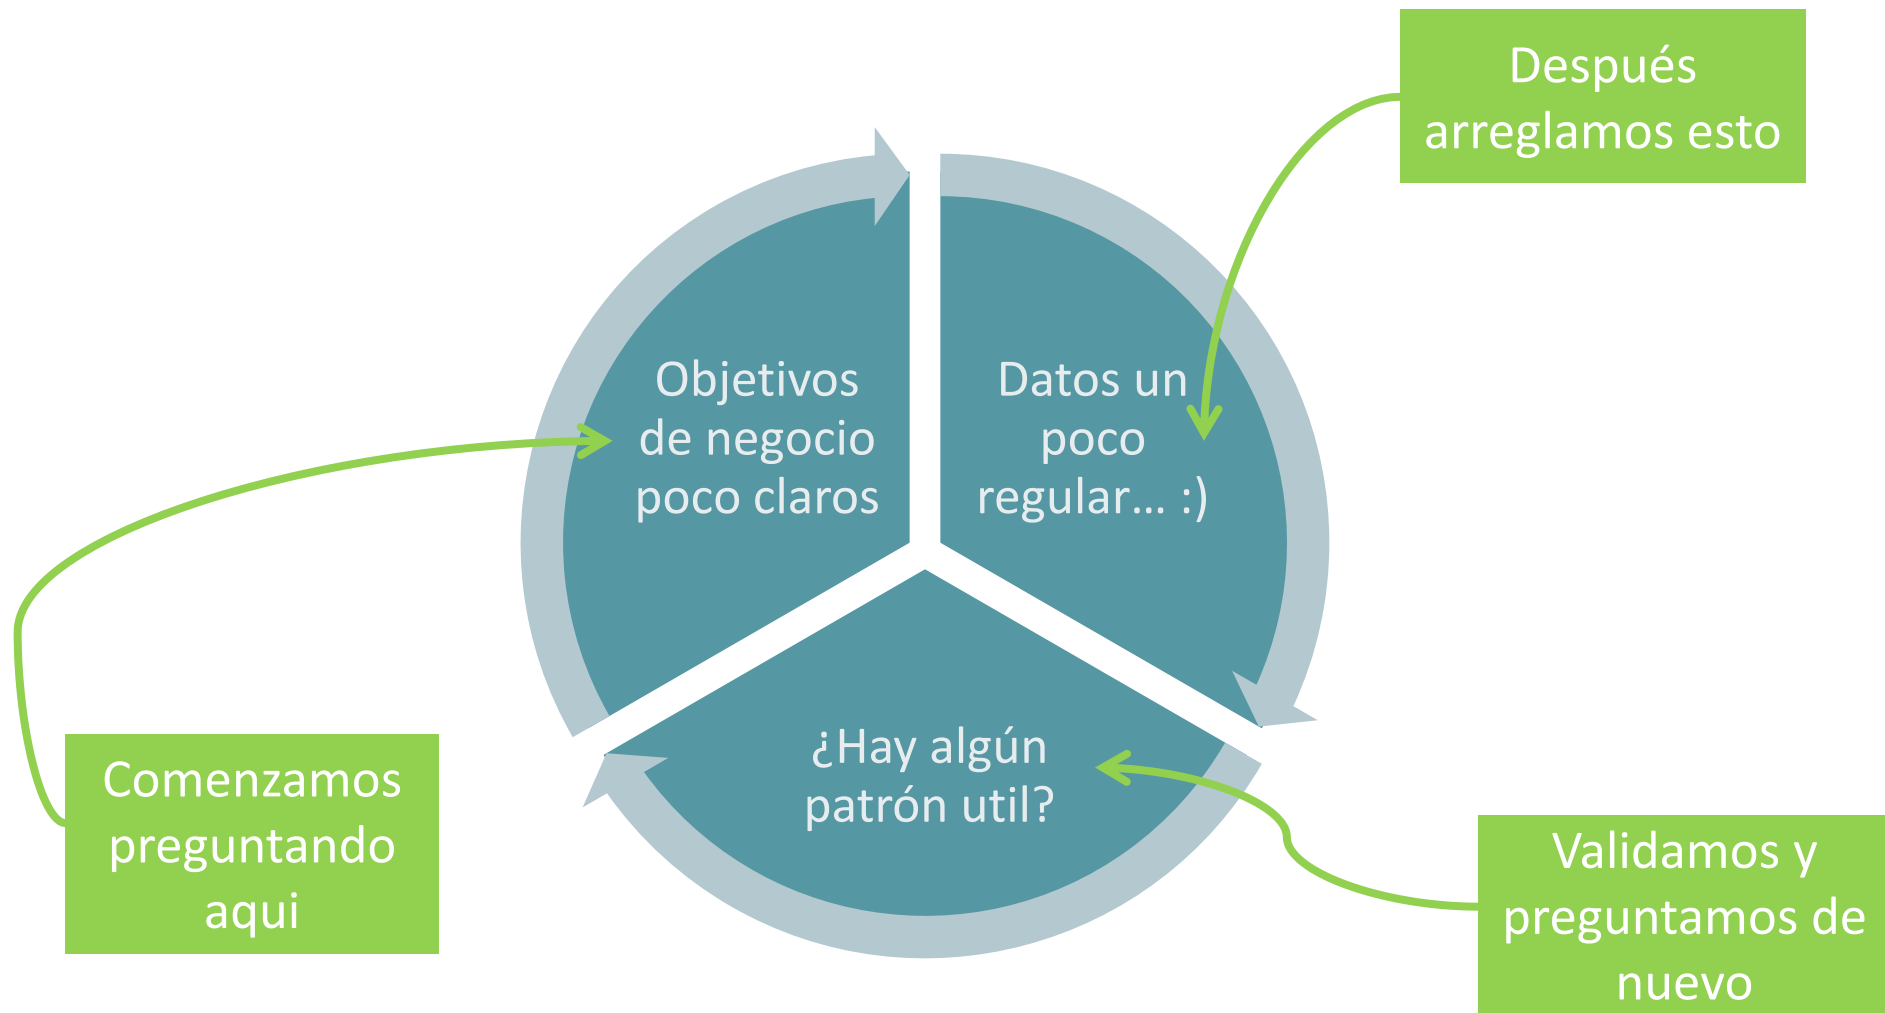 Después
arreglamos esto
Objetivos
de negocio
poco claros
Datos un
poco
regular... :)
¿Hay algún
patrón util?
Comenzamos
preguntando
aqui
Validamos y
preguntamos de
nuevo